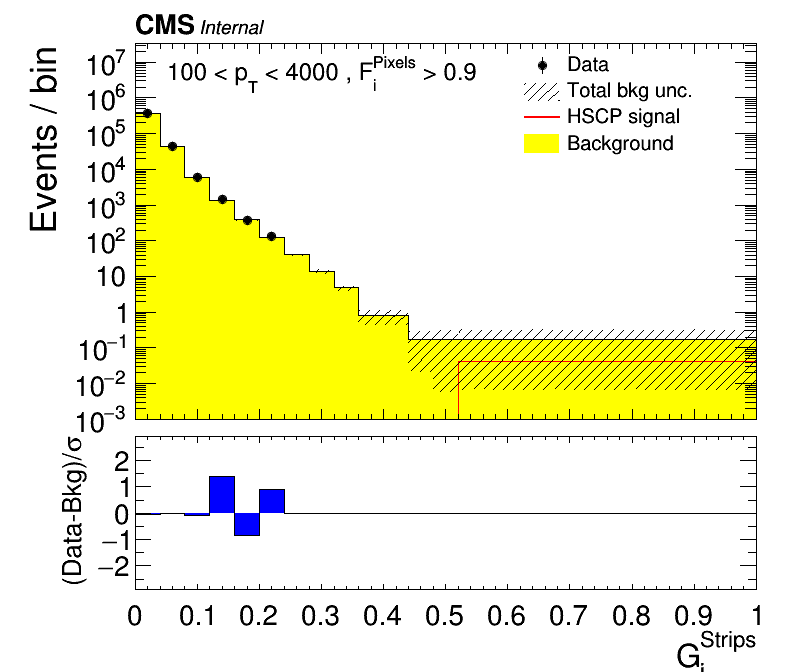 CMS Internal
Events / bin
10^7
10^6
10^5
10^4
10^3
10^2
10
1
10^−1
10^−2
10^−3
100 < p_T < 4000 , F_i^Pixels > 0.9
Data
Total bkg unc.
HSCP signal
Background
(Data-Bkg)/σ
2
1
0
−1
−2
0 0.1 0.2 0.3 0.4 0.5 0.6 0.7 0.8 0.9 1
G_i^Strips